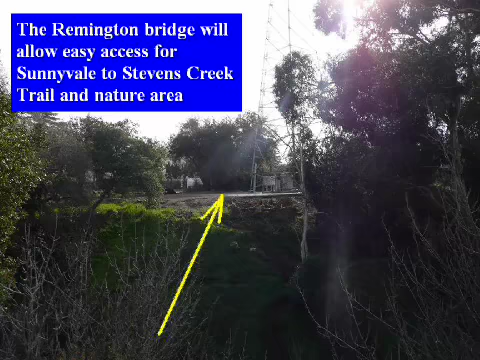 The Remington bridge will
allow easy access for
Sunnyvale to Stevens Creek
Trail and nature area